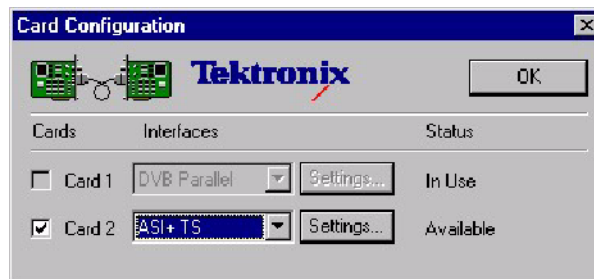 Card Configuration
Tektronix
OK
Cards Interfaces Status
Card 1 DVB Parallel Settings... In Use
Card 2 ASI+ TS Settings... Available